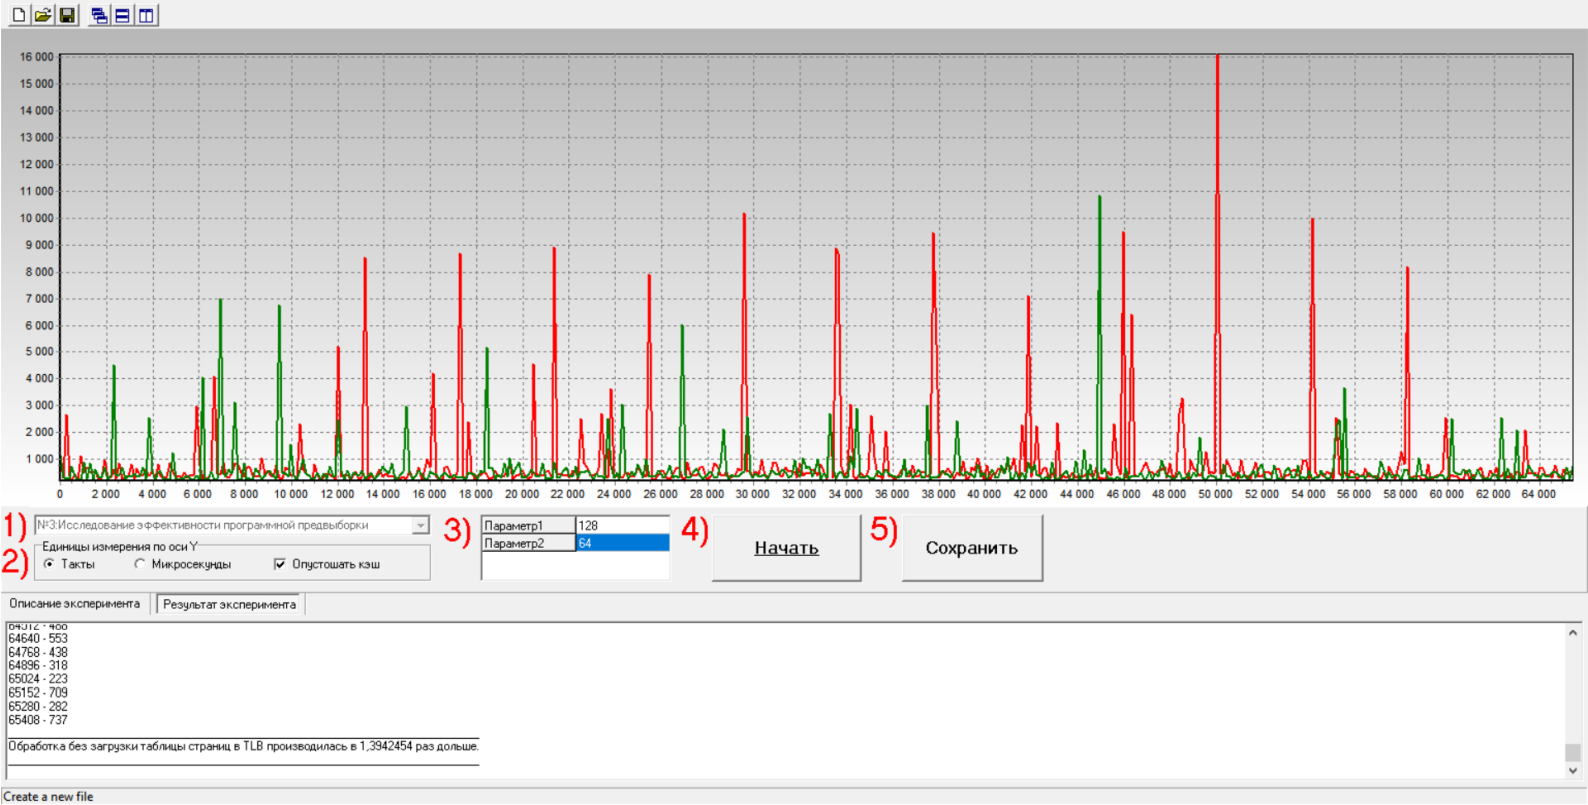 16 000
15 000
14 000
13 000
12 000
11 000
10 000
9 000
8 000
7 000
6 000
5 000
4 000
3 000
2 000
1 000
0 2 000 4 000 6 000 8 000 10 000 12 000 14 000 16 000 18 000 20 000 22 000 24 000 26 000 28 000 30 000 32 000 34 000 36 000 38 000 40 000 42 000 44 000 46 000 48 000 50 000 52 000 54 000 56 000 58 000 60 000 62 000 64 000
1) №3:Исследование эффективности программной предвыборки
Единицы измерения по оси Y
2) Такты Микросекунды Опустошать кэш
3) Параметр1 128
Параметр2 64
4) Начать
5) Сохранить
Описание эксперимента Результат эксперимента
64512 - 488
64640 - 553
64768 - 438
64896 - 318
65024 - 223
65152 - 709
65280 - 282
65408 - 737
Обработка без загрузки таблицы страниц в TLB производилась в 1,3942454 раз дольше.
Create a new file